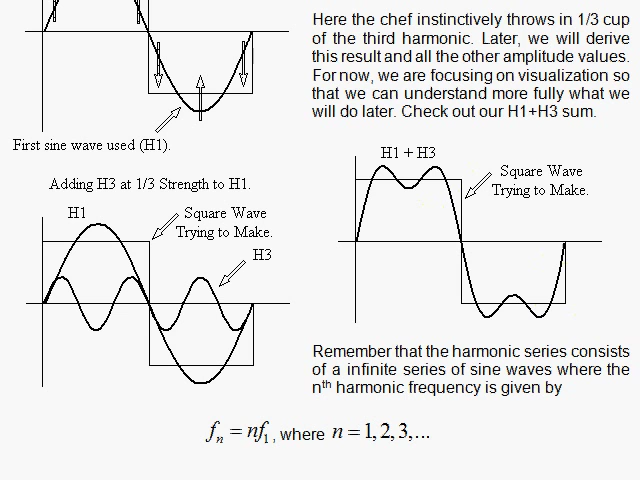 Here the chef instinctively throws in 1/3 cup
of the third harmonic. Later, we will derive
this result and all the other amplitude values.
For now, we are focusing on visualization so
that we can understand more fully what we
will do later. Check out our H1+H3 sum.
First sine wave used (H1).
Adding H3 at 1/3 Strength to H1.
H1
Square Wave
Trying to Make.
H3
H1 + H3
Square Wave
Trying to Make.
Remember that the harmonic series consists
of a infinite series of sine waves where the
nth harmonic frequency is given by
fn = nf1, where n = 1, 2, 3,...